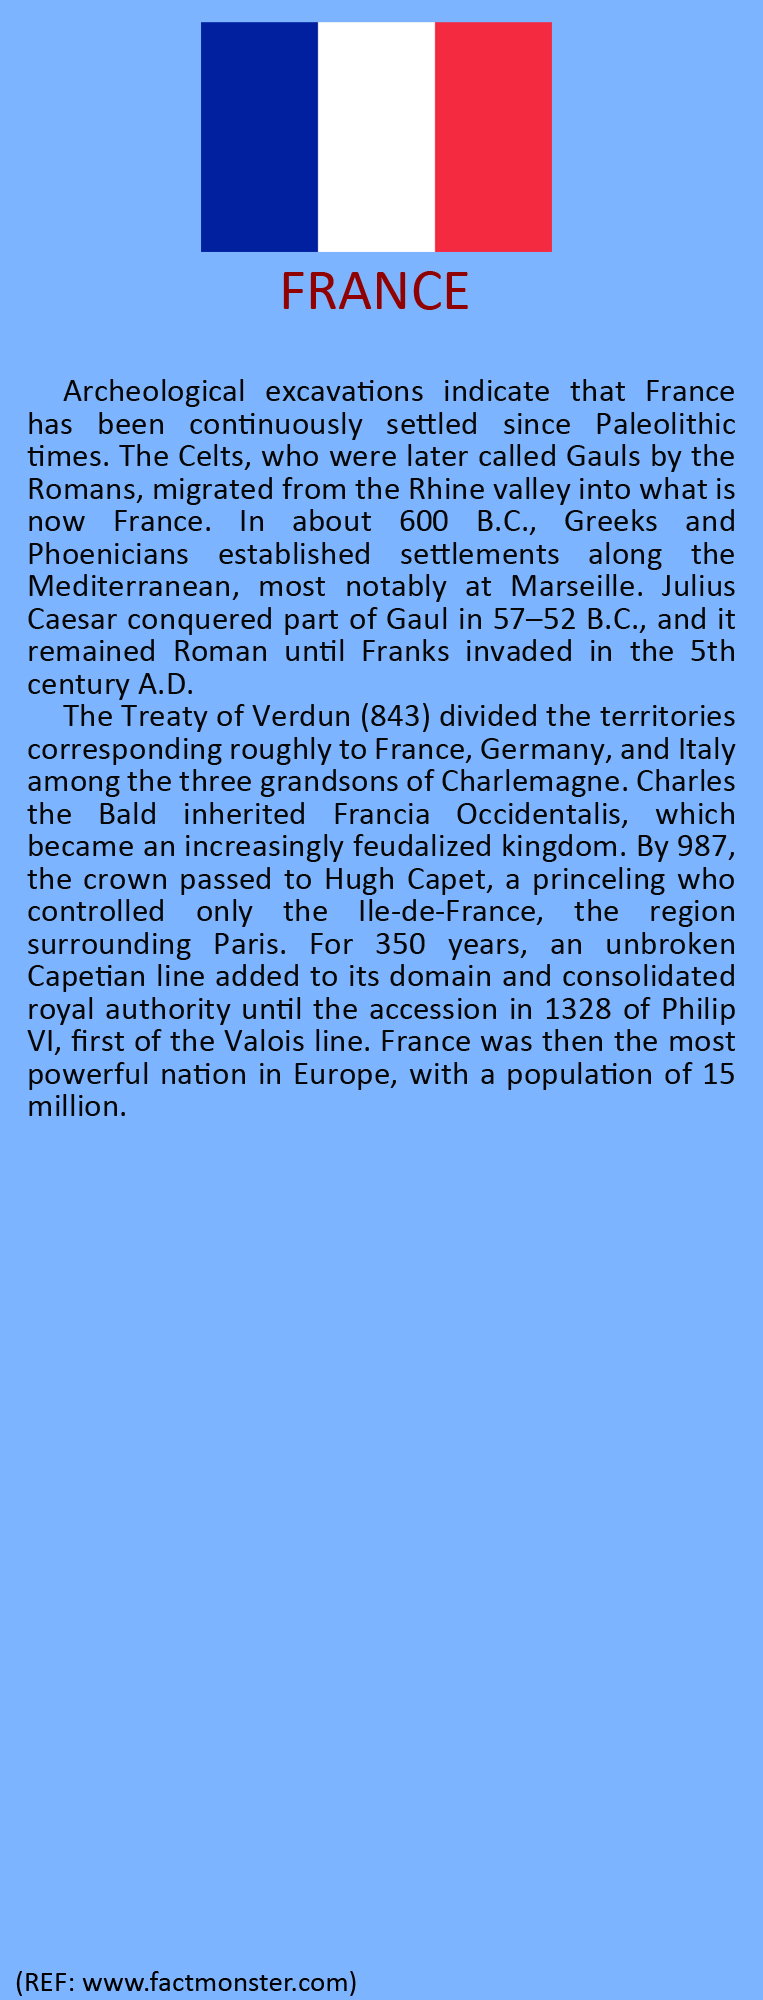 FRANCE
Archeological excavations indicate that France
has been continuously settled since Paleolithic
times. The Celts, who were later called Gauls by the
Romans, migrated from the Rhine valley into what is
now France. In about 600 B.C., Greeks and
Phoenicians established settlements along the
Mediterranean, most notably at Marseille. Julius
Caesar conquered part of Gaul in 57–52 B.C., and it
remained Roman until Franks invaded in the 5th
century A.D.
The Treaty of Verdun (843) divided the territories
corresponding roughly to France, Germany, and Italy
among the three grandsons of Charlemagne. Charles
the Bald inherited Francia Occidentalis, which
became an increasingly feudalized kingdom. By 987,
the crown passed to Hugh Capet, a princeling who
controlled only the Ile-de-France, the region
surrounding Paris. For 350 years, an unbroken
Capetian line added to its domain and consolidated
royal authority until the accession in 1328 of Philip
VI, first of the Valois line. France was then the most
powerful nation in Europe, with a population of 15
million.
(REF: www.factmonster.com)